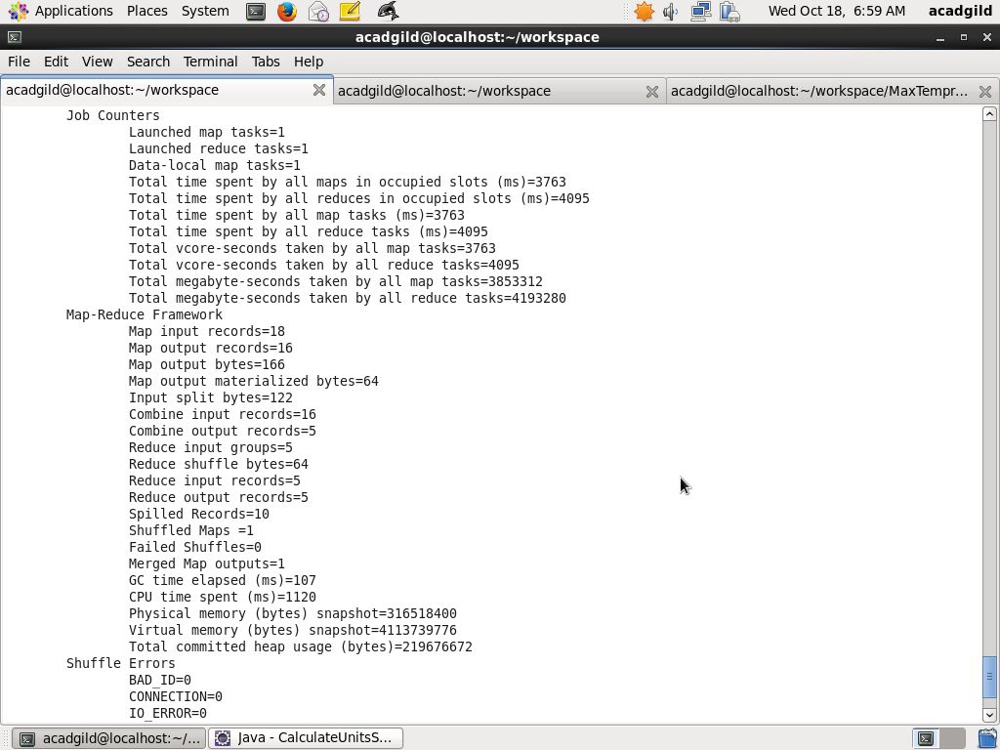 Applications Places System Wed Oct 18, 6:59 AM acadgild
acadgild@localhost:~/workspace
File Edit View Search Terminal Tabs Help
acadgild@localhost:~/workspace acadgild@localhost:~/workspace acadgild@localhost:~/workspace/MaxTempr...
Job Counters
Launched map tasks=1
Launched reduce tasks=1
Data-local map tasks=1
Total time spent by all maps in occupied slots (ms)=3763
Total time spent by all reduces in occupied slots (ms)=4095
Total time spent by all map tasks (ms)=3763
Total time spent by all reduce tasks (ms)=4095
Total vcore-seconds taken by all map tasks=3763
Total vcore-seconds taken by all reduce tasks=4095
Total megabyte-seconds taken by all map tasks=3853312
Total megabyte-seconds taken by all reduce tasks=4193280
Map-Reduce Framework
Map input records=18
Map output records=16
Map output bytes=166
Map output materialized bytes=64
Input split bytes=122
Combine input records=16
Combine output records=5
Reduce input groups=5
Reduce shuffle bytes=64
Reduce input records=5
Reduce output records=5
Spilled Records=10
Shuffled Maps =1
Failed Shuffles=0
Merged Map outputs=1
GC time elapsed (ms)=107
CPU time spent (ms)=1120
Physical memory (bytes) snapshot=316518400
Virtual memory (bytes) snapshot=4113739776
Total committed heap usage (bytes)=219676672
Shuffle Errors
BAD_ID=0
CONNECTION=0
IO_ERROR=0
acadgild@localhost:~/... Java - CalculateUnitsS...